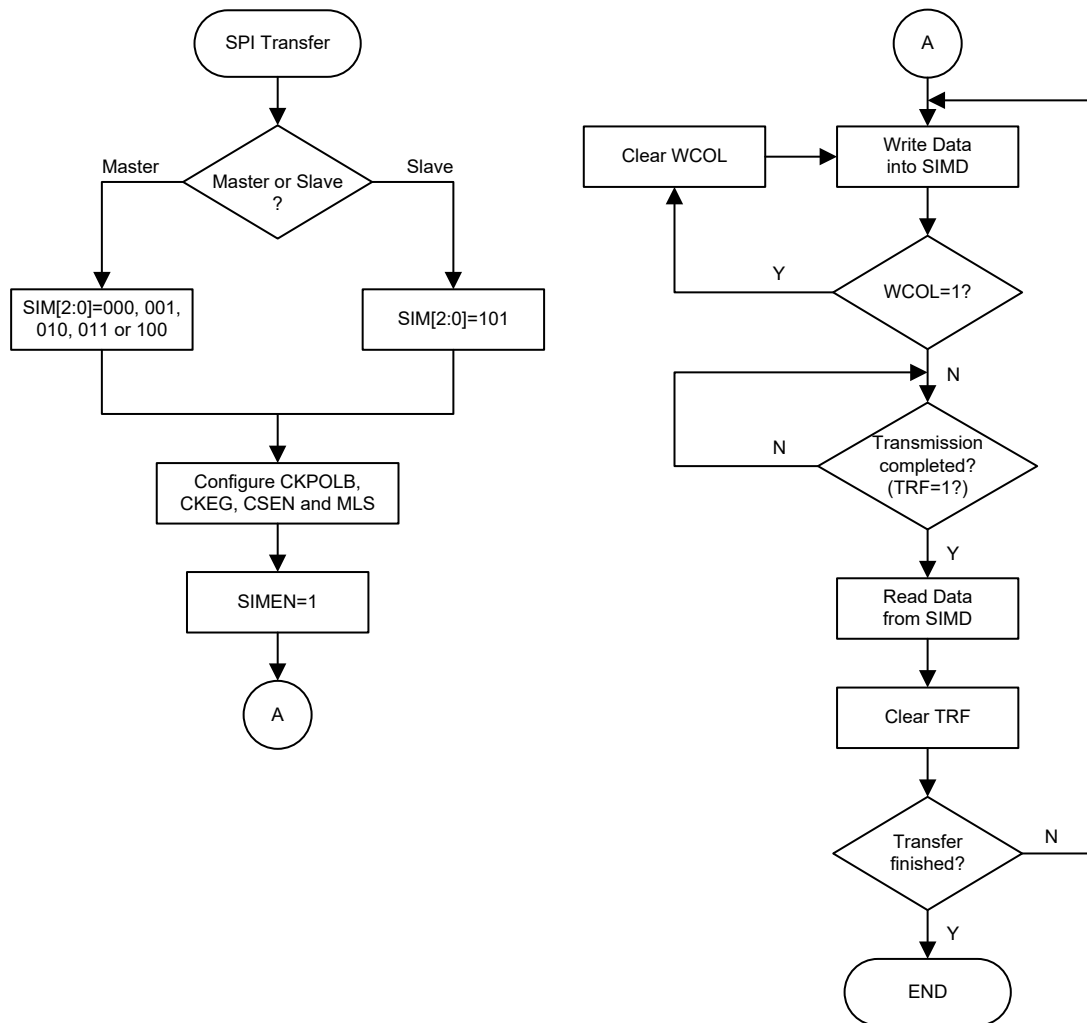 SPI Transfer
Master
Slave
Master or Slave
?
SIM[2:0]=000, 001,
010, 011 or 100
SIM[2:0]=101
Configure CKPOLB,
CKEG, CSEN and MLS
SIMEN=1
A
A
Clear WCOL
Write Data
into SIMD
Y
WCOL=1?
N
N
Transmission
completed?
(TRF=1?)
Y
Read Data
from SIMD
Clear TRF
Transfer
finished?
N
Y
END